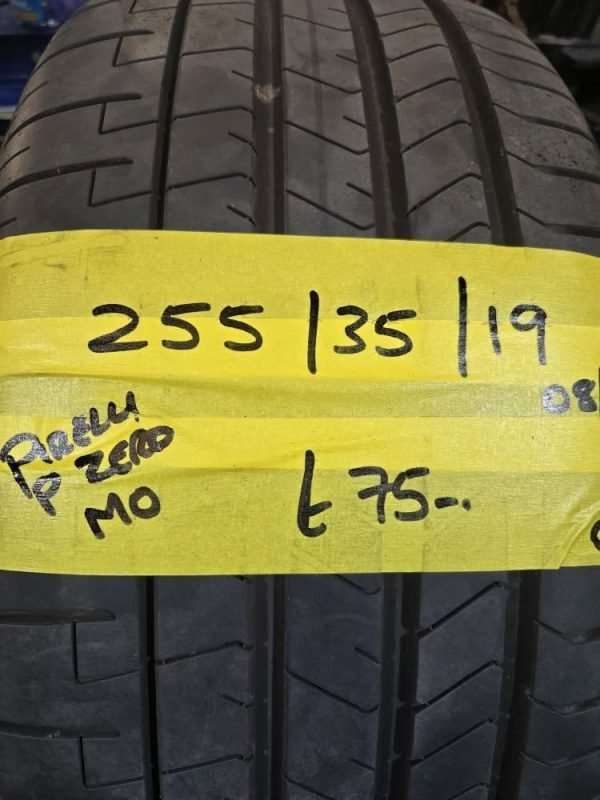 255/35/19
08
PIRELLI
P ZERO
MO
£75-